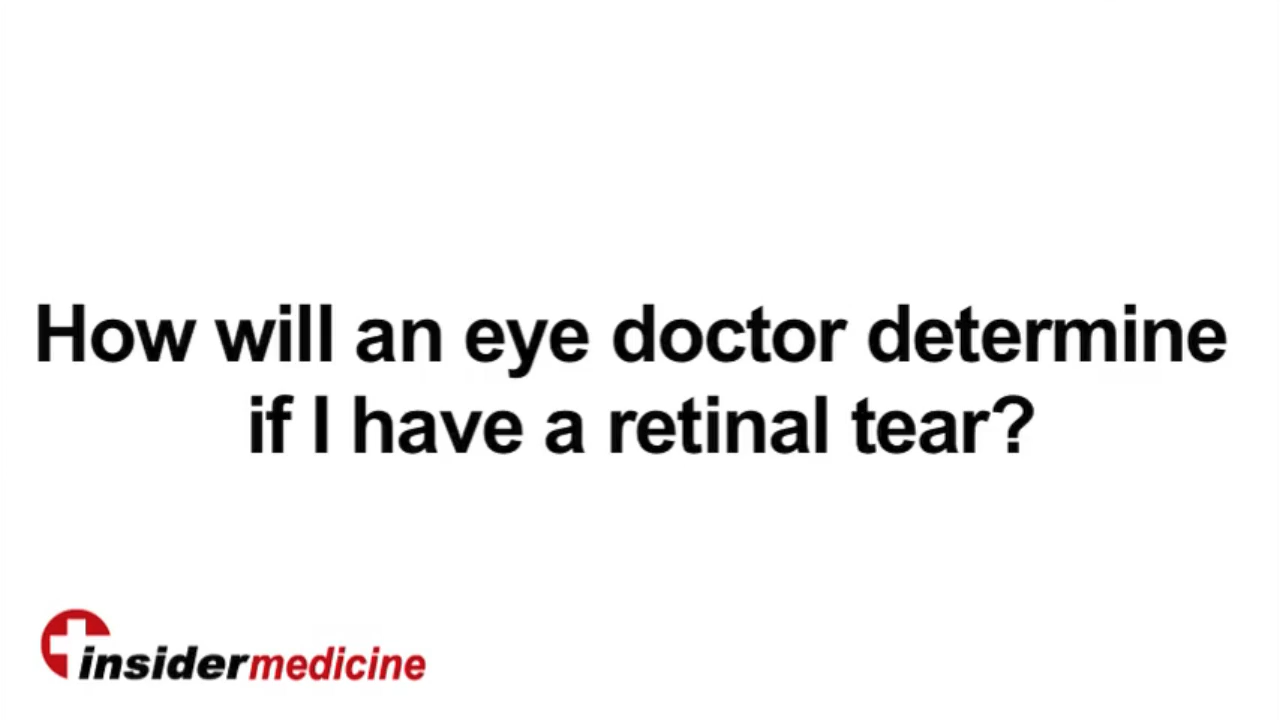 How will an eye doctor determine
if I have a retinal tear?
insidermedicine